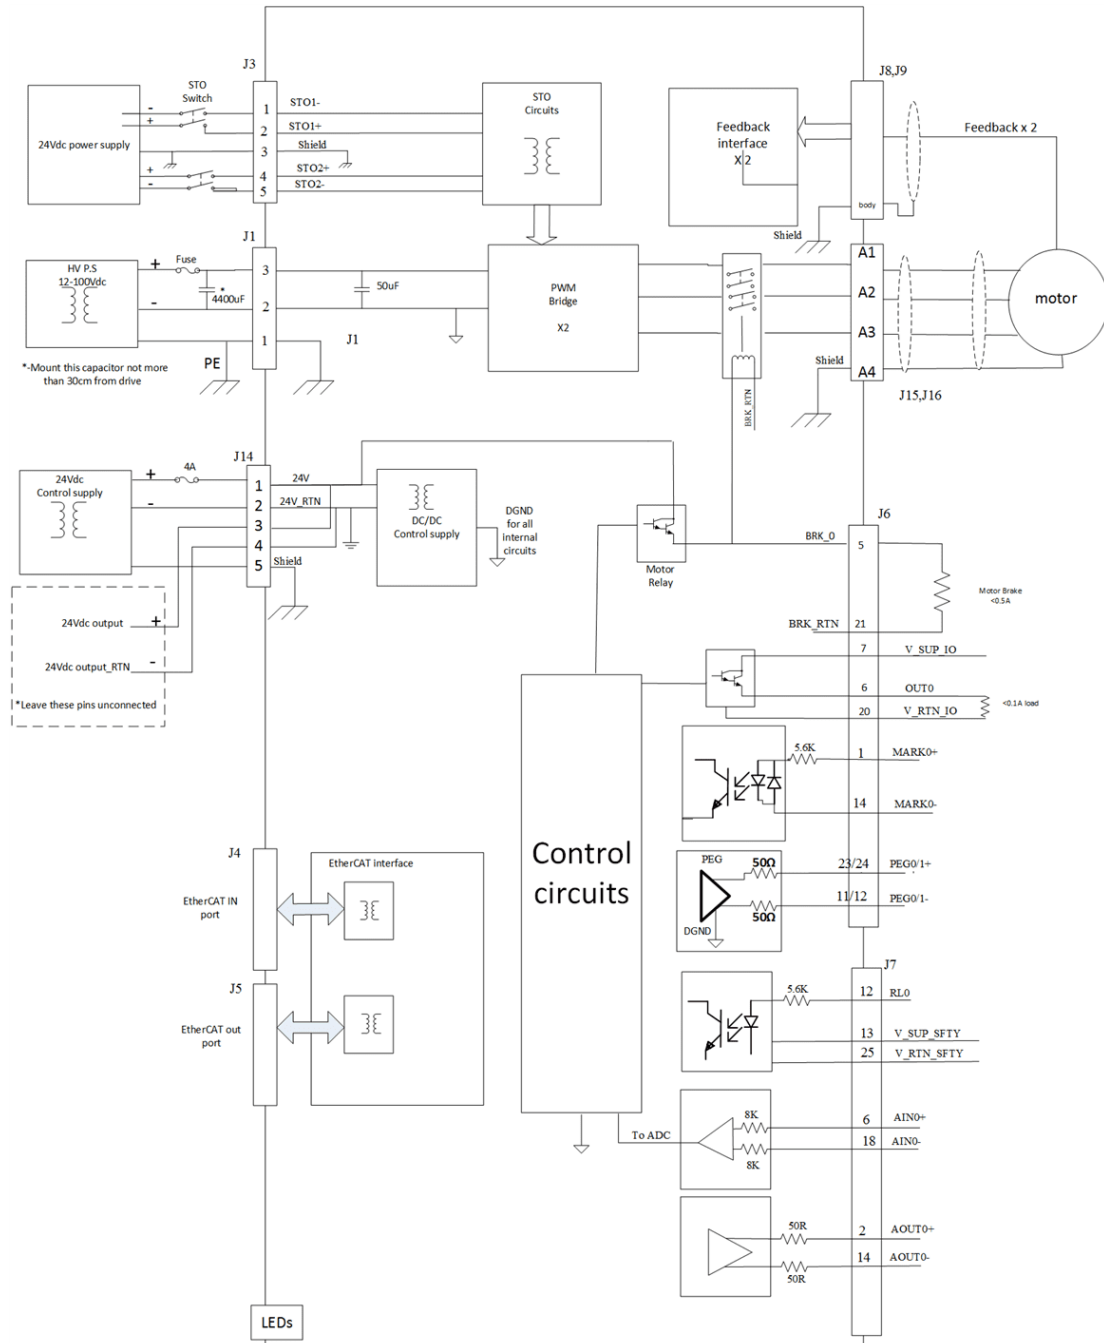 J3
STO
Switch
24Vdc power supply
-
+
+
-
1
2
3
4
5
STO1-
STO1+
Shield
STO2+
STO2-
STO
Circuits
J8,J9
Feedback
interface
X 2
Feedback x 2
body
Shield
J1
HV P.S
12-100Vdc
+
Fuse
*
4400uF
-
3
2
1
PE
50uF
J1
PWM
Bridge
X2
BRK_RTN
A1
A2
A3
A4
Shield
motor
J15,J16
*-Mount this capacitor not more
than 30cm from drive
J14
24Vdc
Control supply
+
4A
-
1
2
3
4
5
24V
24V_RTN
Shield
DC/DC
Control supply
DGND
for all
internal
circuits
24Vdc output
+
24Vdc output_RTN
-
*Leave these pins unconnected
Motor
Relay
J6
BRK_0
5
Motor Brake
<0.5A
BRK_RTN
21
7
V_SUP_IO
6
OUT0
20
V_RTN_IO
<0.1A load
5.6K
1
MARK0+
14
MARK0-
Control
circuits
PEG
50Ω
23/24
PEG0/1+
11/12
PEG0/1-
50Ω
DGND
J4
EtherCAT IN
port
EtherCAT interface
J5
EtherCAT out
port
J7
5.6K
12
RL0
13
V_SUP_SFTY
25
V_RTN_SFTY
To ADC
8K
8K
6
AIN0+
18
AIN0-
50R
2
AOUT0+
14
AOUT0-
50R
LEDs